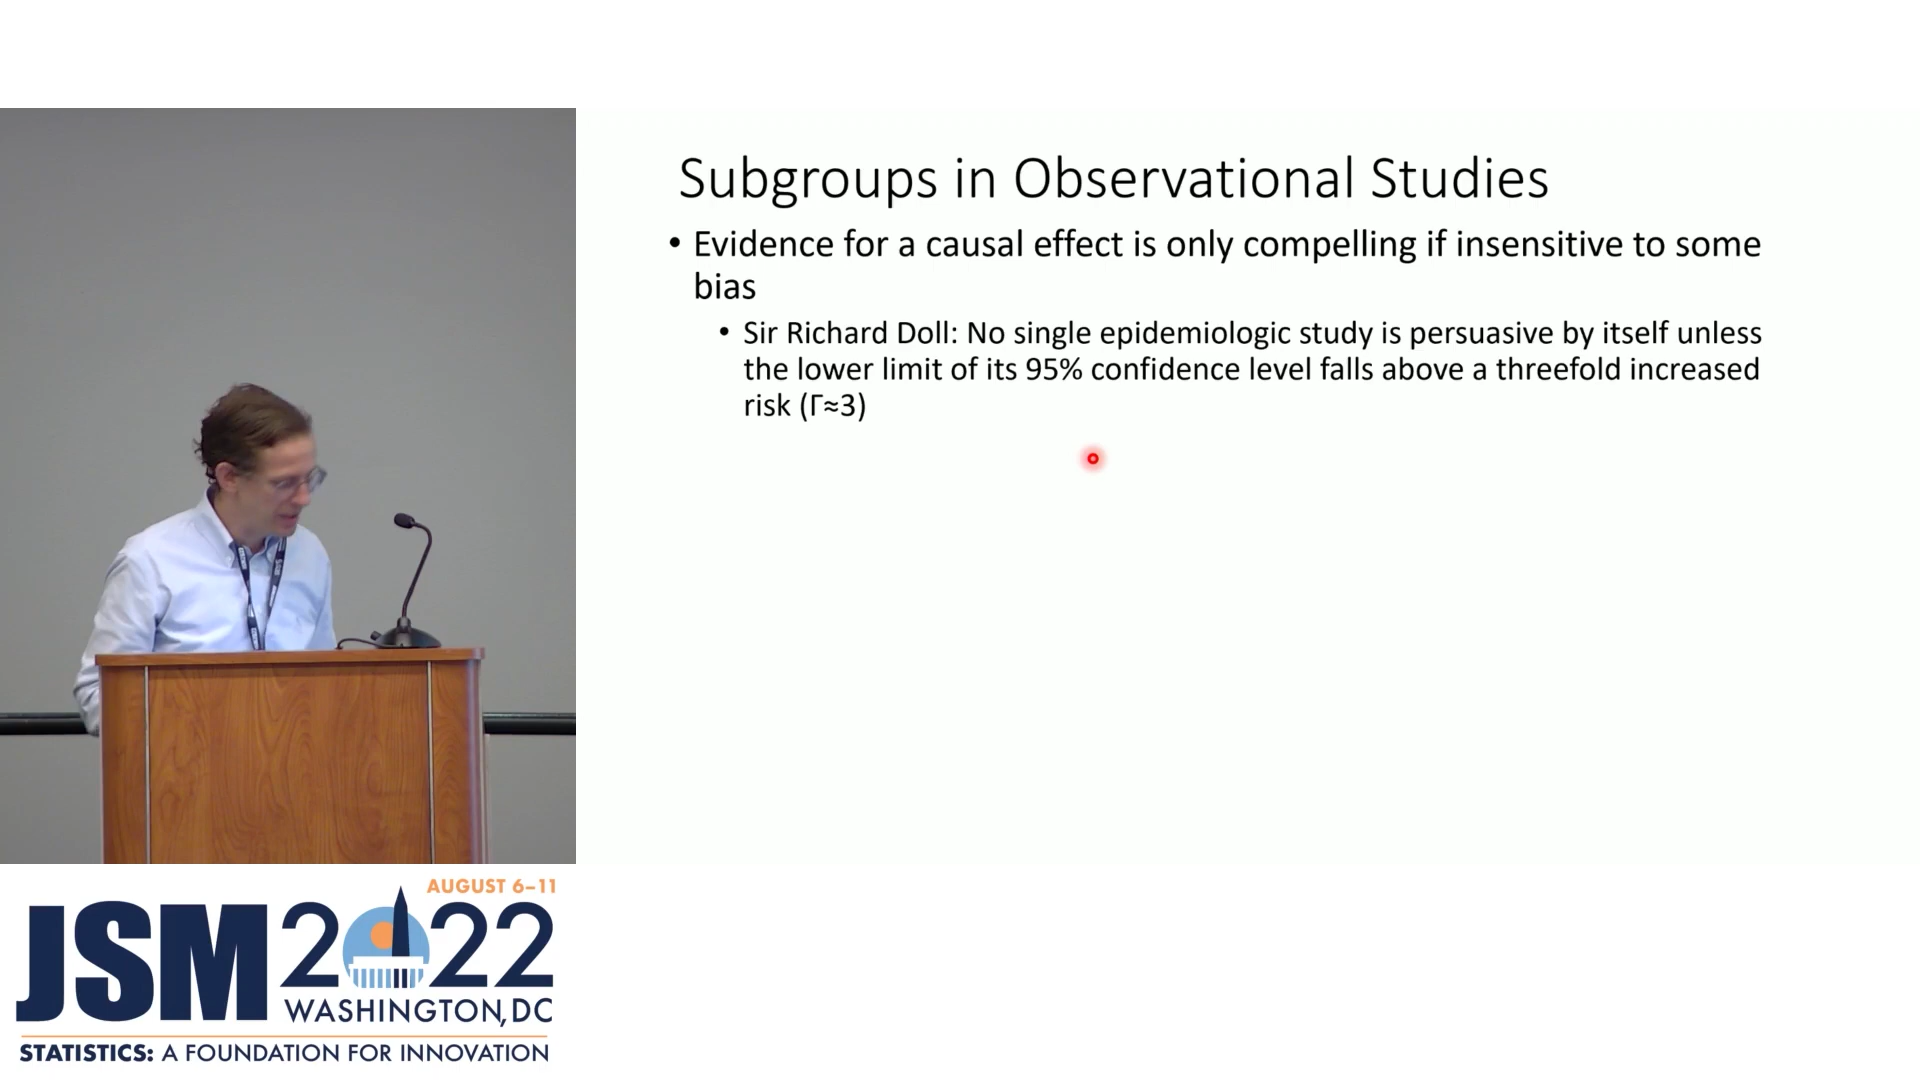 Subgroups in Observational Studies
• Evidence for a causal effect is only compelling if insensitive to some
bias
• Sir Richard Doll: No single epidemiologic study is persuasive by itself unless
the lower limit of its 95% confidence level falls above a threefold increased
risk (Γ≈3)
AUGUST 6–11
JSM 2022
WASHINGTON, DC
STATISTICS: A FOUNDATION FOR INNOVATION